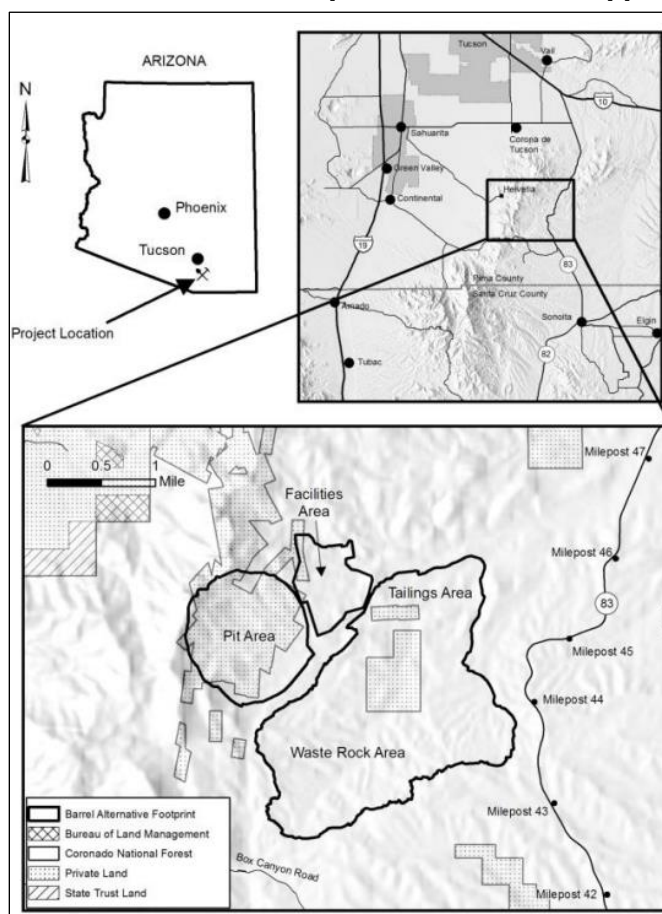 ARIZONA
N
Phoenix
Tucson
Project Location
Tucson
Vail
10
Sahuarita
Corona de
Tucson
Green Valley
Helvetia
Continental
19
83
Pima County
Santa Cruz County
Amado
Sonoita
Elgin
82
Tubac
0 0.5 1
Mile
Milepost 47
Facilities
Area
Milepost 46
Tailings Area
83
Pit Area
Milepost 45
Milepost 44
Waste Rock Area
Milepost 43
Barrel Alternative Footprint
Bureau of Land Management
Coronado National Forest
Private Land
State Trust Land
Box Canyon Road
Milepost 42